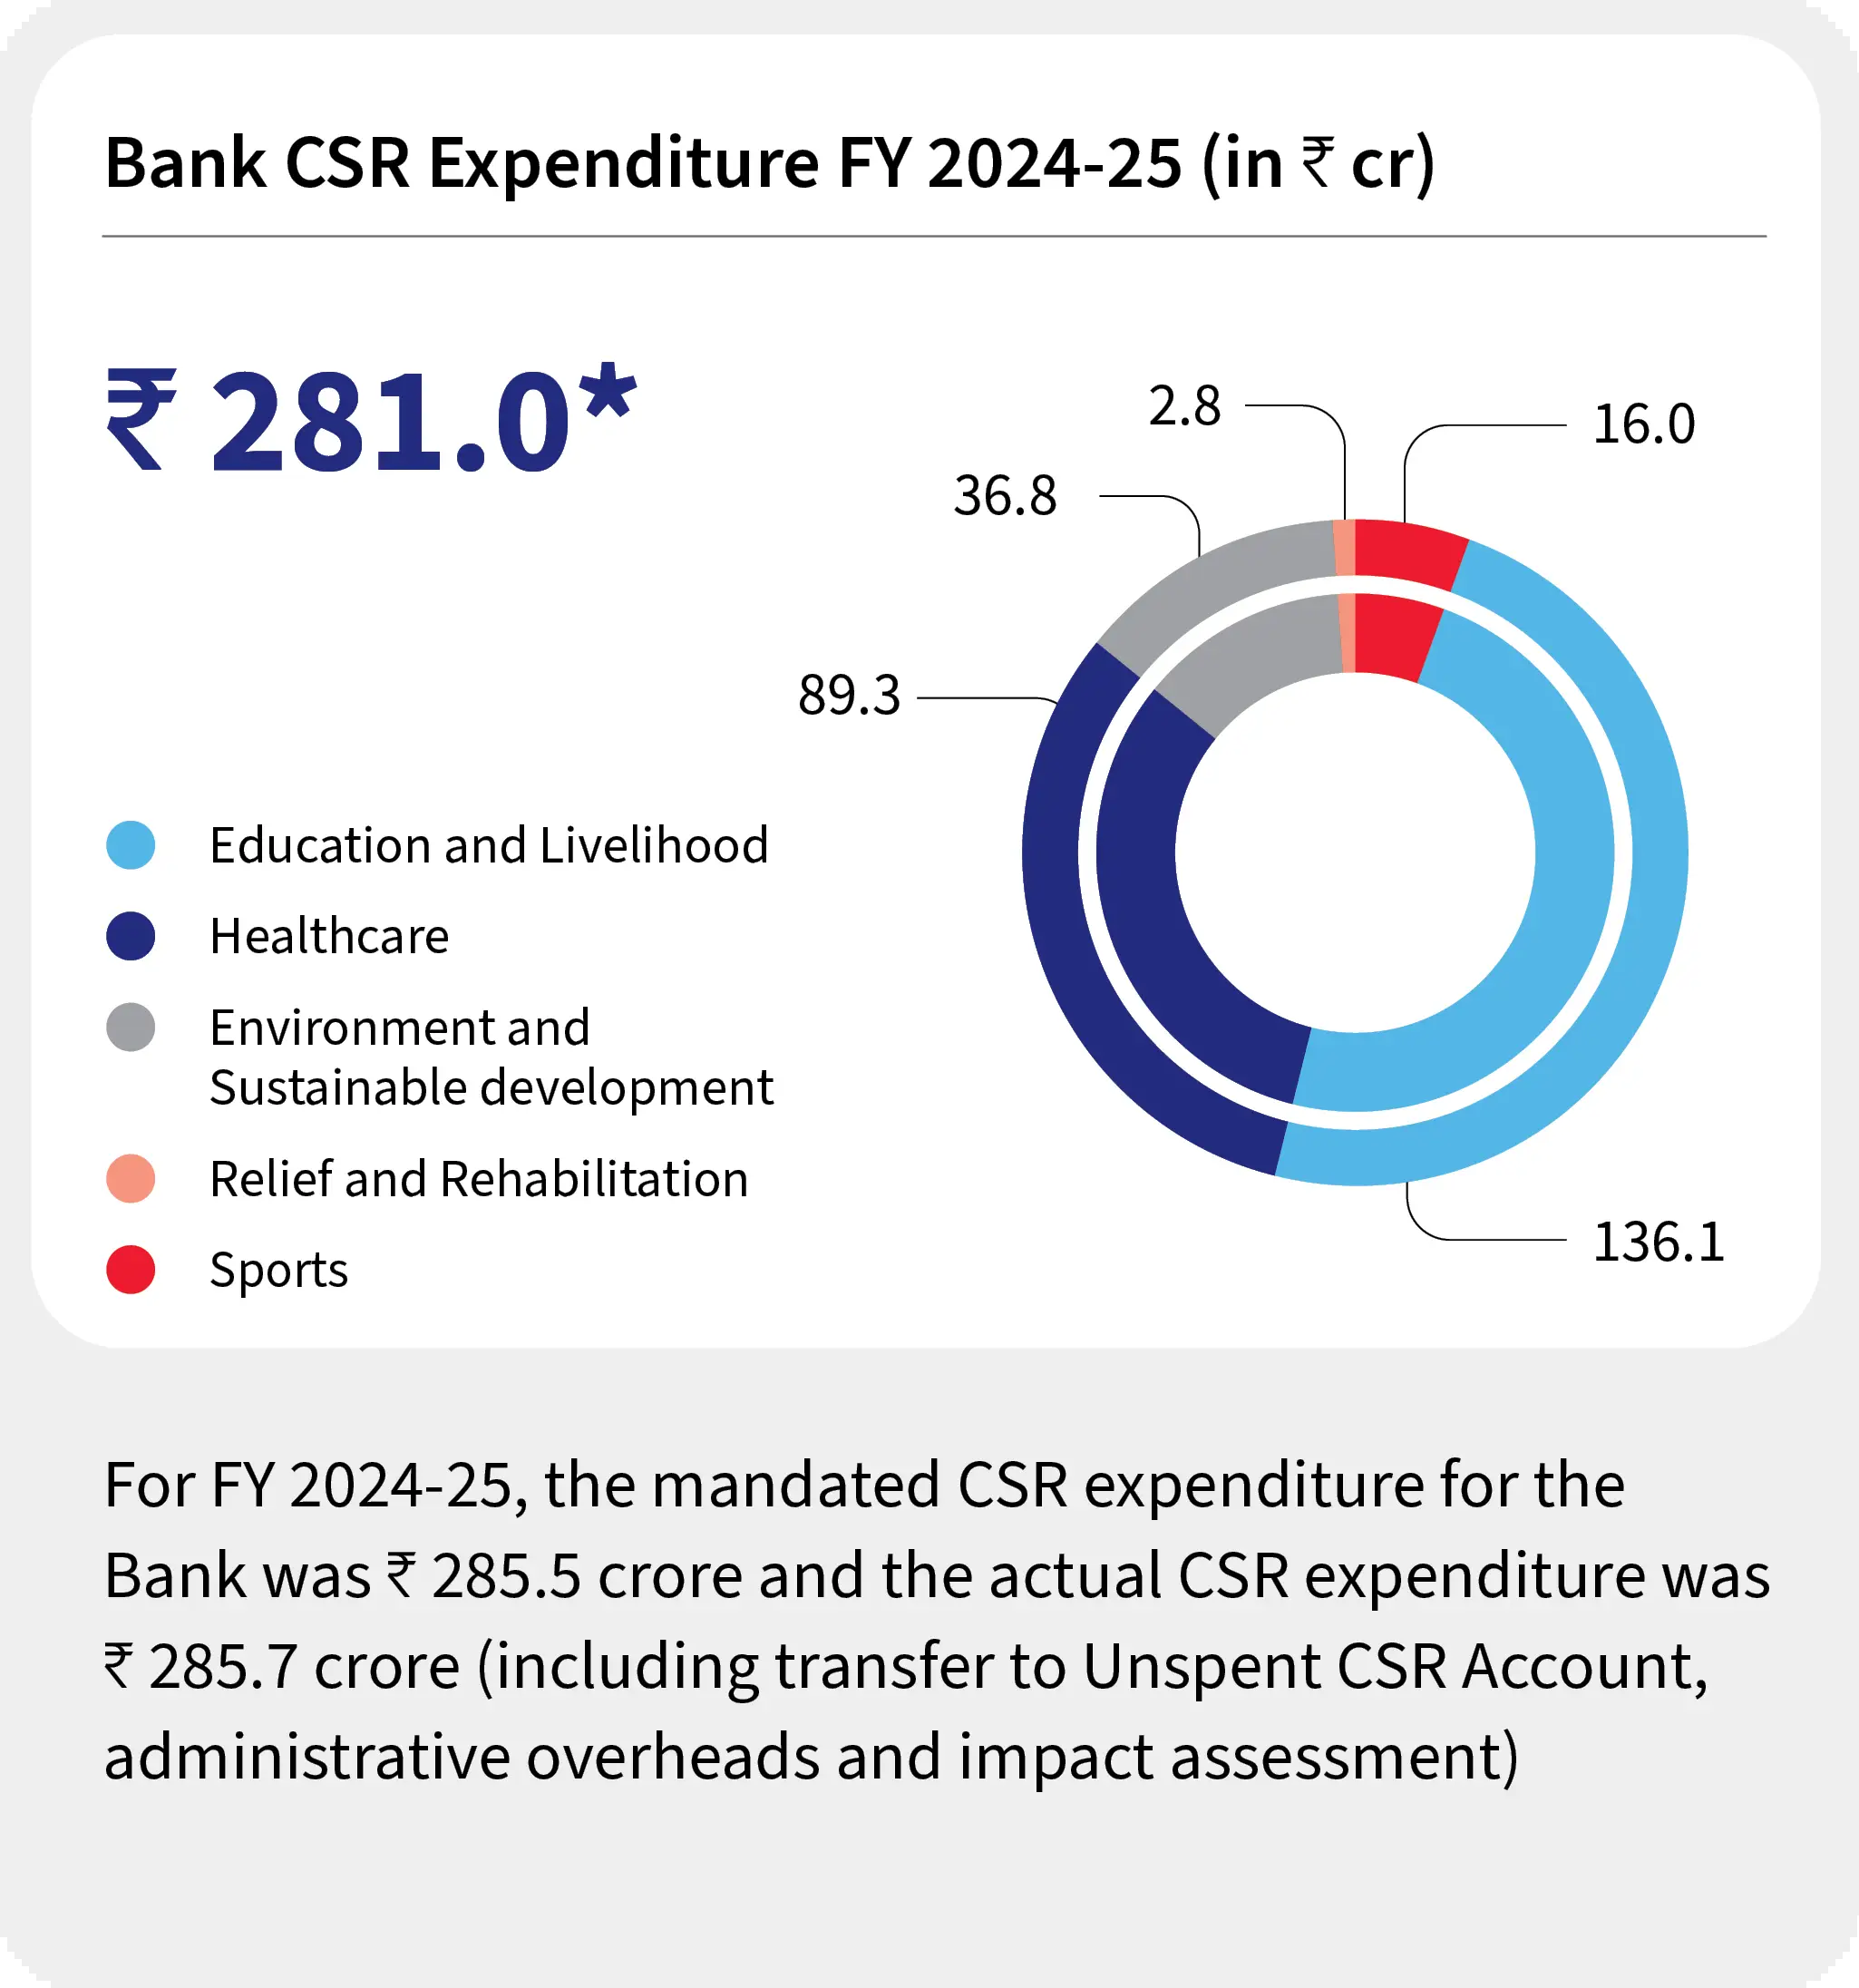 Bank CSR Expenditure FY 2024-25 (in ₹ cr)
₹ 281.0*
2.8
16.0
36.8
89.3
136.1
Education and Livelihood
Healthcare
Environment and
Sustainable development
Relief and Rehabilitation
Sports
For FY 2024-25, the mandated CSR expenditure for the
Bank was ₹ 285.5 crore and the actual CSR expenditure was
₹ 285.7 crore (including transfer to Unspent CSR Account,
administrative overheads and impact assessment)